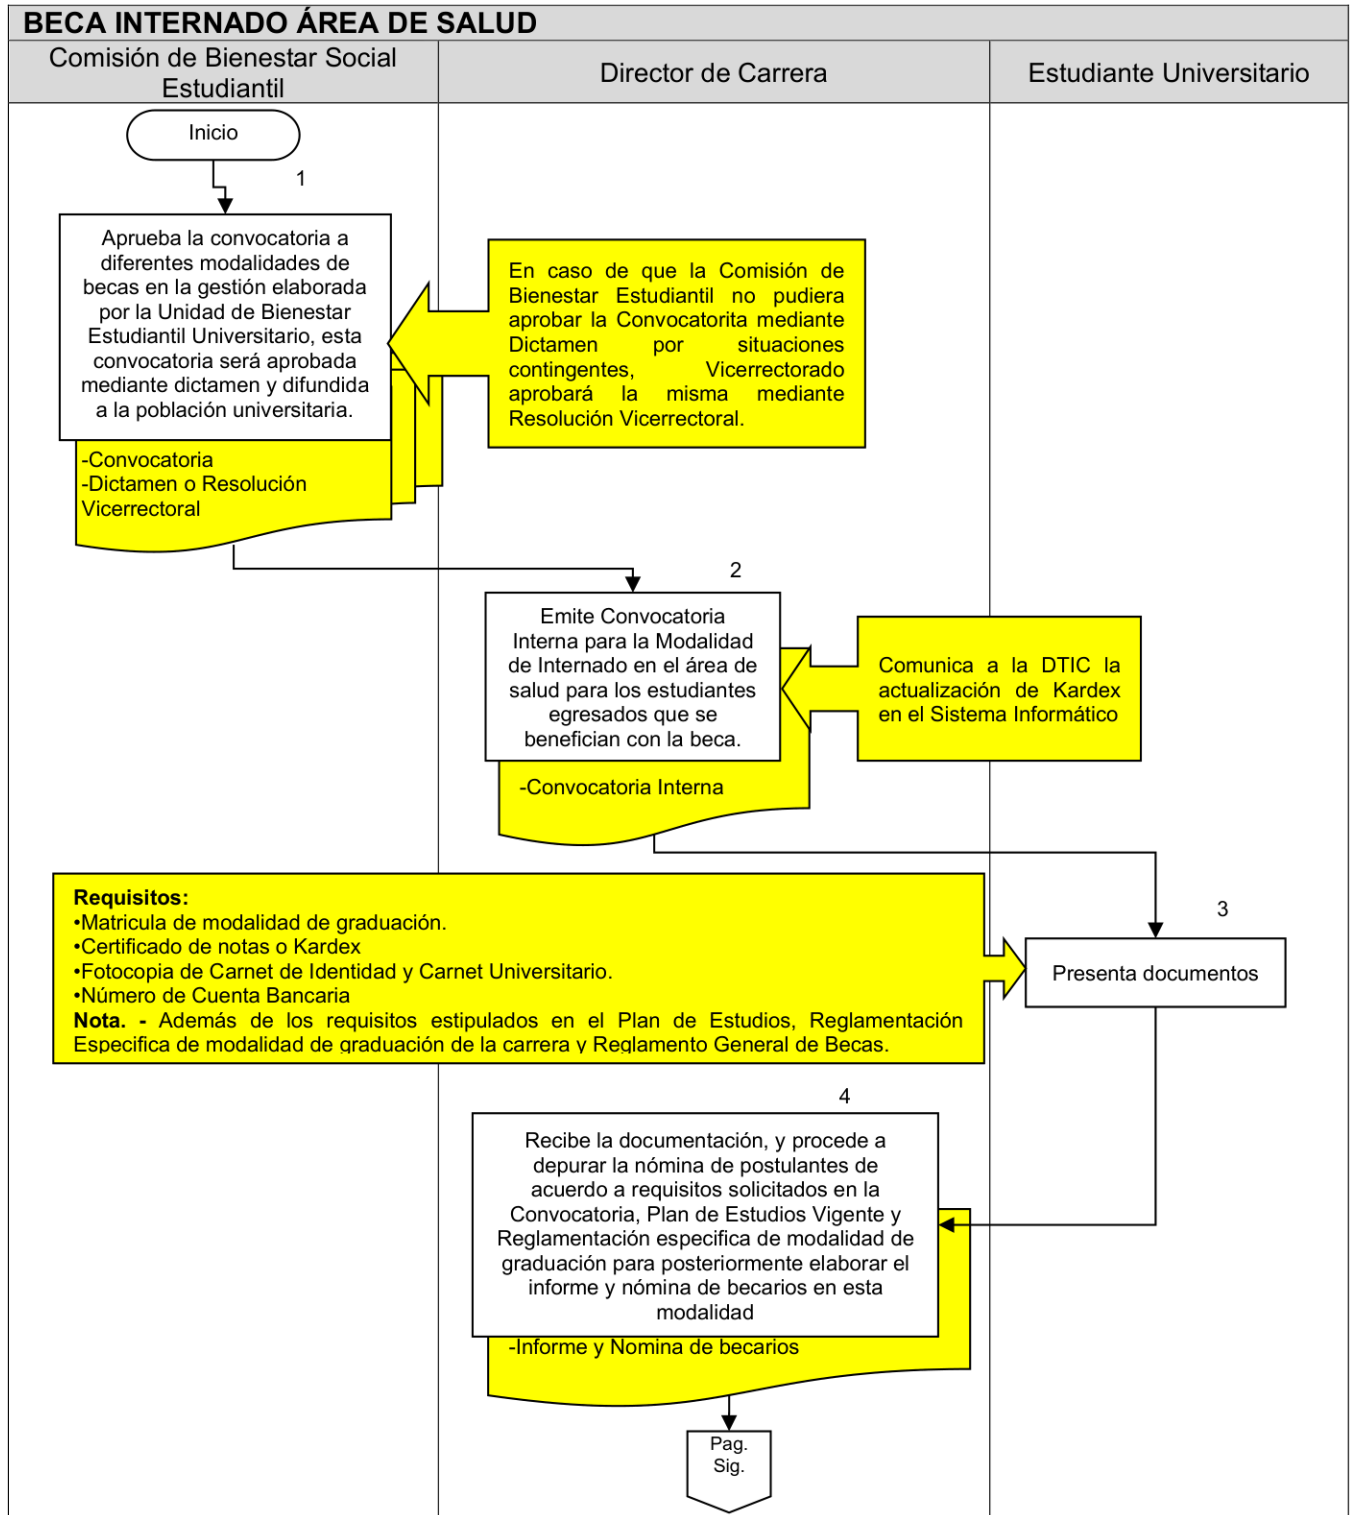 BECA INTERNADO ÁREA DE SALUD
Comisión de Bienestar Social
Estudiantil
Director de Carrera
Estudiante Universitario
Inicio
1
Aprueba la convocatoria a
diferentes modalidades de
becas en la gestión elaborada
por la Unidad de Bienestar
Estudiantil Universitario, esta
convocatoria será aprobada
mediante dictamen y difundida
a la población universitaria.
En caso de que la Comisión de
Bienestar Estudiantil no pudiera
aprobar la Convocatorita mediante
Dictamen por situaciones
contingentes, Vicerrectorado
aprobará la misma mediante
Resolución Vicerrectoral.
-Convocatoria
-Dictamen o Resolución
Vicerrectoral
2
Emite Convocatoria
Interna para la Modalidad
de Internado en el área de
salud para los estudiantes
egresados que se
benefician con la beca.
Comunica a la DTIC la
actualización de Kardex
en el Sistema Informático
-Convocatoria Interna
Requisitos:
•Matricula de modalidad de graduación.
•Certificado de notas o Kardex
•Fotocopia de Carnet de Identidad y Carnet Universitario.
•Número de Cuenta Bancaria
Nota. - Además de los requisitos estipulados en el Plan de Estudios, Reglamentación
Especifica de modalidad de graduación de la carrera y Reglamento General de Becas.
3
Presenta documentos
4
Recibe la documentación, y procede a
depurar la nómina de postulantes de
acuerdo a requisitos solicitados en la
Convocatoria, Plan de Estudios Vigente y
Reglamentación especifica de modalidad de
graduación para posteriormente elaborar el
informe y nómina de becarios en esta
modalidad
-Informe y Nomina de becarios
Pag.
Sig.